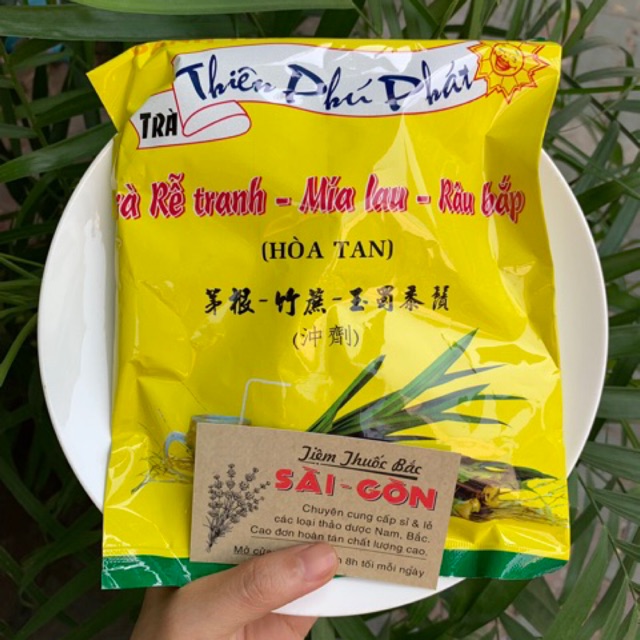 TRÀ
Thiên Phú Phát
Rễ tranh - Mía lau - Râu bắp
(HÒA TAN)
茅根-竹蔗-玉蜀黍鬚
(沖劑)
Tiệm Thuốc Bắc
SÀI-GÒN
Chuyên cung cấp sỉ & lẻ
các loại thảo dược Nam, Bắc.
Cao đơn hoàn tán chất lượng cao.
Mở cửa 8h tối mỗi ngày